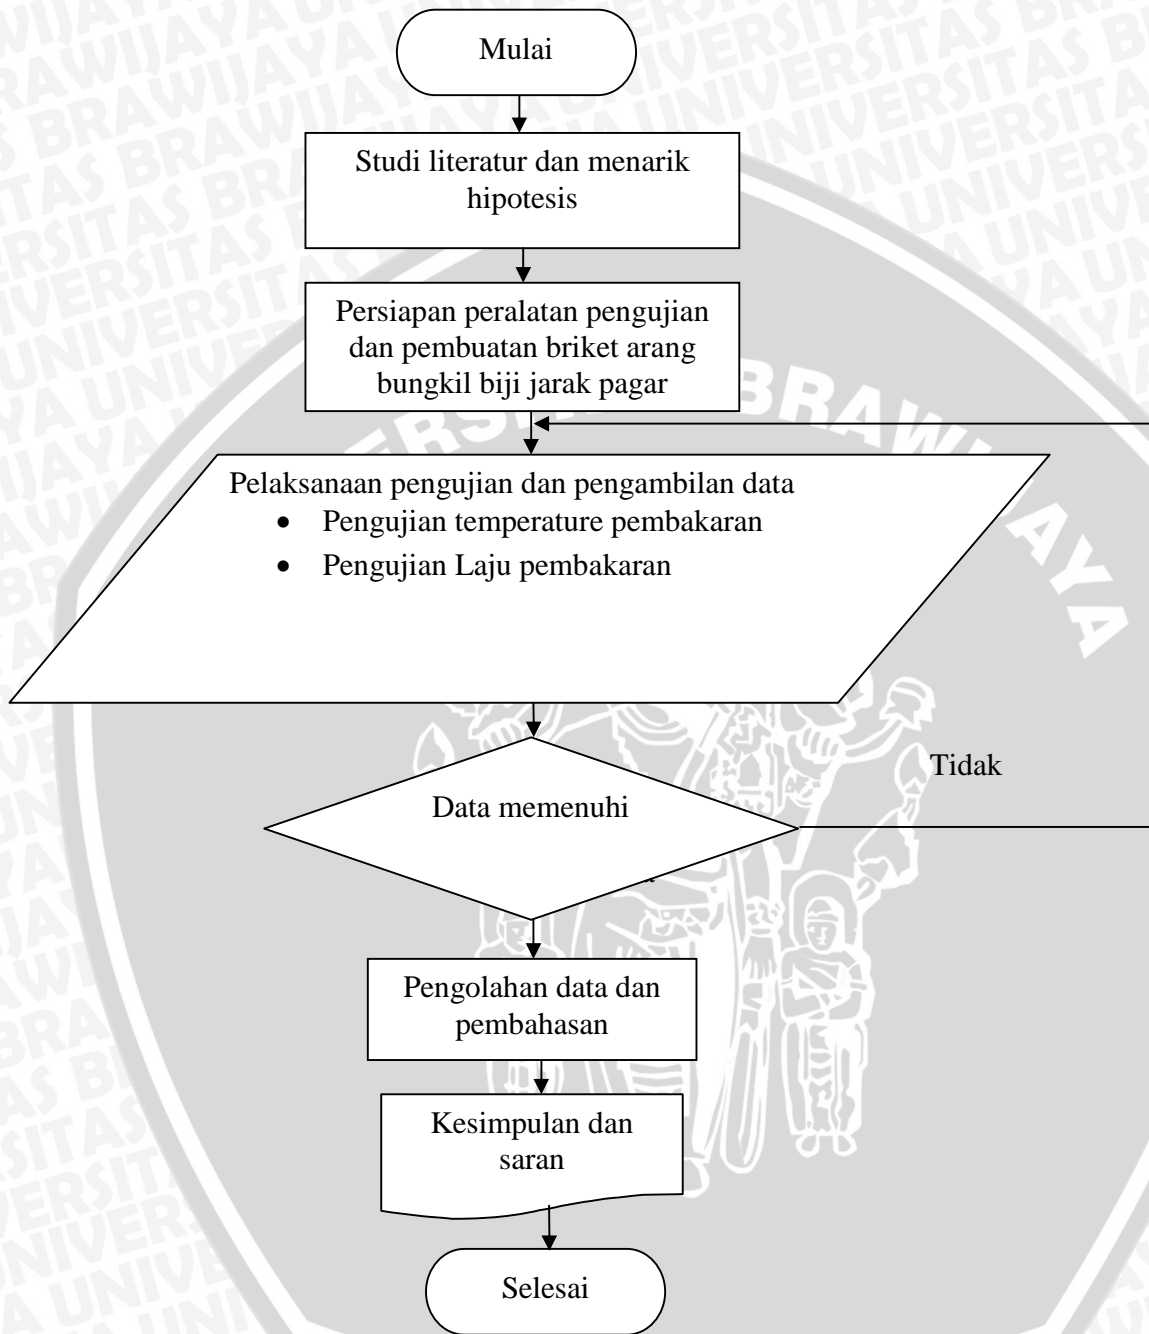 Mulai
Studi literatur dan menarik
hipotesis
Persiapan peralatan pengujian
dan pembuatan briket arang
bungkil biji jarak pagar
Pelaksanaan pengujian dan pengambilan data
• Pengujian temperature pembakaran
• Pengujian Laju pembakaran
Tidak
Data memenuhi
Pengolahan data dan
pembahasan
Kesimpulan dan
saran
Selesai